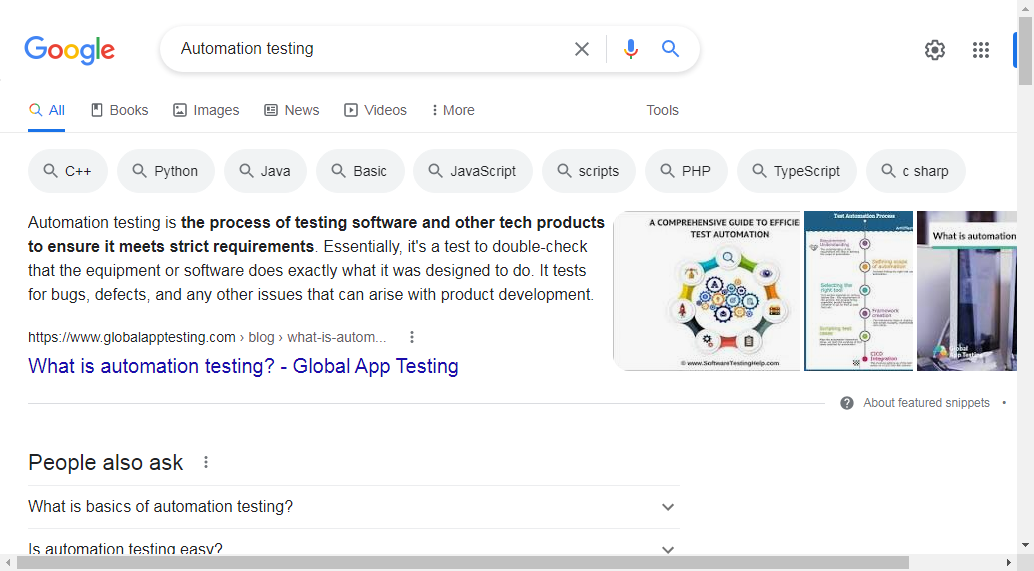 Google
Automation testing
All
Books
Images
News
Videos
More
Tools
C++
Python
Java
Basic
JavaScript
scripts
PHP
TypeScript
c sharp
Automation testing is the process of testing software and other tech products
to ensure it meets strict requirements. Essentially, it's a test to double-check
that the equipment or software does exactly what it was designed to do. It tests
for bugs, defects, and any other issues that can arise with product development.
https://www.globalapptesting.com › blog › what-is-autom...
What is automation testing? - Global App Testing
A COMPREHENSIVE GUIDE TO EFFICIE
TEST AUTOMATION
© www.SoftwareTestingHelp.com
Test Automation Process
Requirement
Understanding
Defining scope
of automation
Selecting the
right tool
Framework
creation
Scripting test
cases
CICD
Integration
What is automation
Global
App Testing
About featured snippets
People also ask
What is basics of automation testing?
Is automation testing easy?